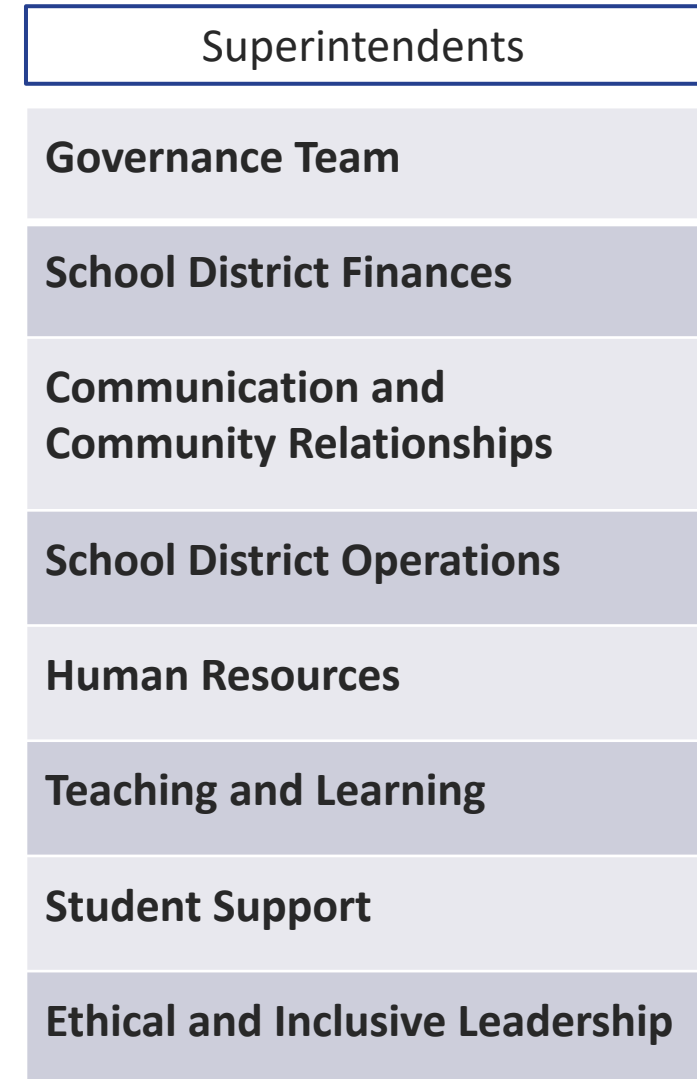 Superintendents
Governance Team
School District Finances
Communication and
Community Relationships
School District Operations
Human Resources
Teaching and Learning
Student Support
Ethical and Inclusive Leadership